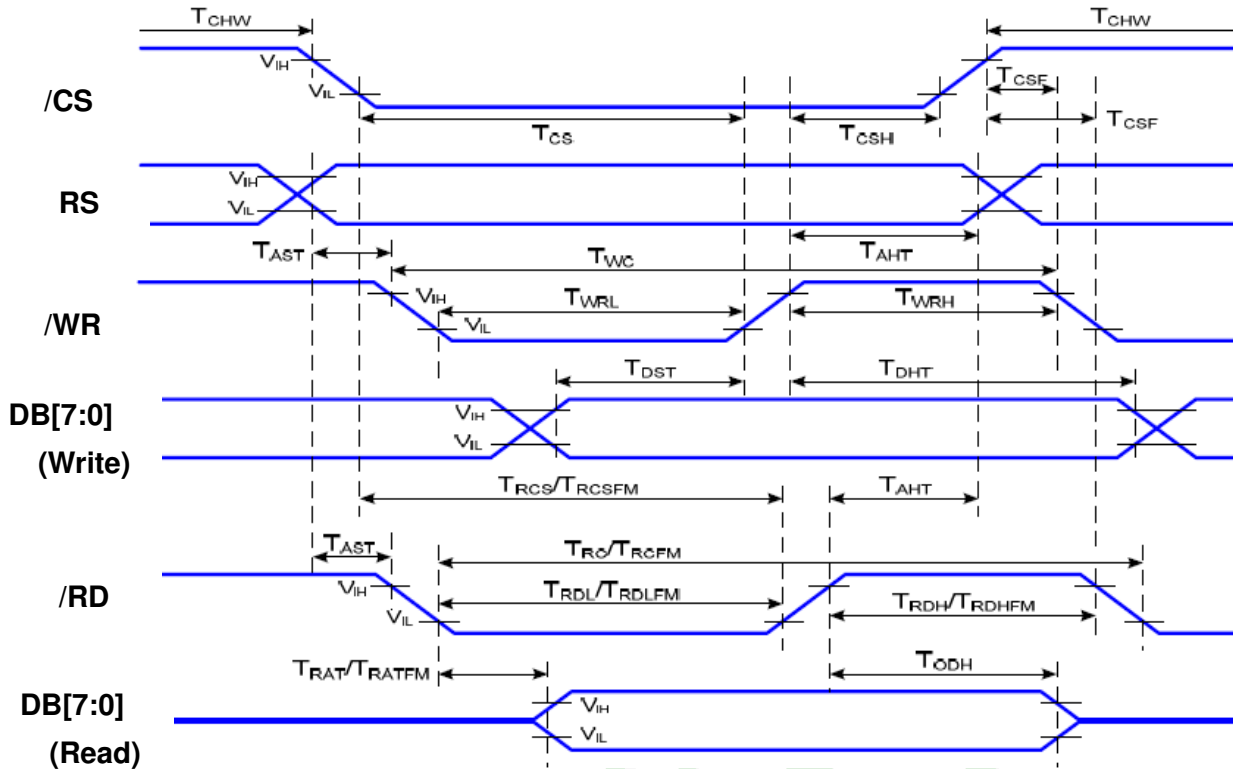 TCHW TCHW
VIH
VIL
/CS
TCSF
TCS TCSH TCSF
VIH
VIL
RS
TAST TWC TAHT
VIH
VIL
/WR
TWRL TWRH
TDST TDHT
DB[7:0]
(Write)
VIH
VIL
TRCS/TRCSFM TAHT
TAST TRC/TRCFM
/RD
VIH
VIL
TRDL/TRDLFM
TRDH/TRDHFM
TRAT/TRATFM TODH
DB[7:0]
(Read)
VIH
VIL